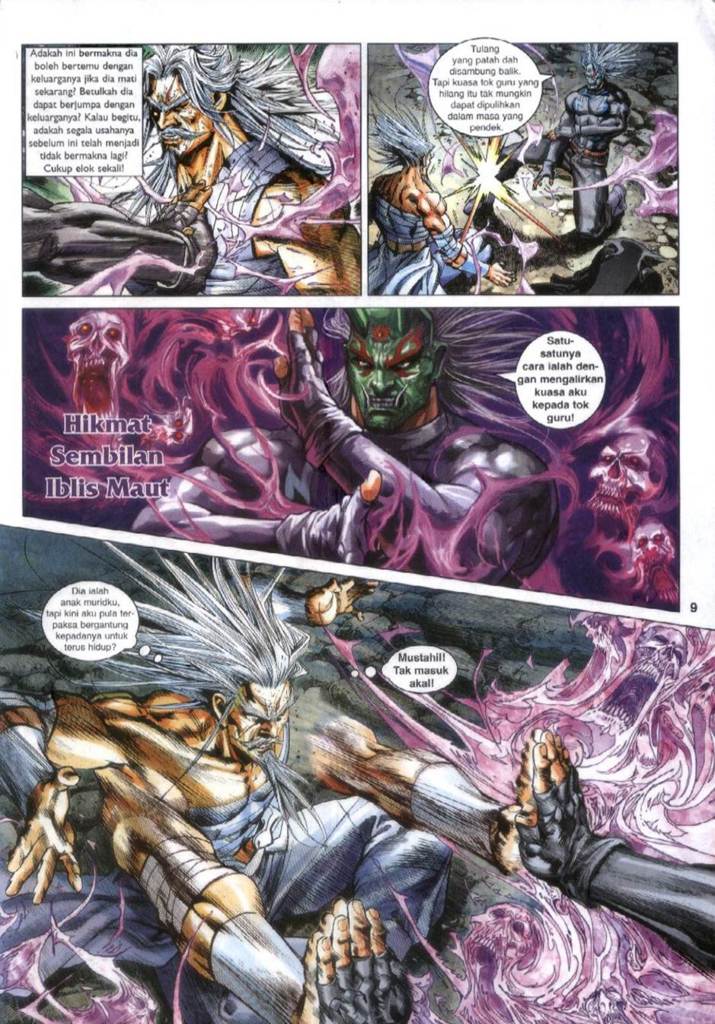 Adakah ini bermakna dia
boleh bertemu dengan
keluarganya jika dia mati
sekarang? Betulkah dia
dapat berjumpa dengan
keluarganya? Kalau begitu,
adakah segala usahanya
sebelum ini telah menjadi
tidak bermakna lagi?
Cukup elok sekali!
Tulang
yang patah dah
disambung balik.
Tapi kuasa tok guru yang
hilang itu tak mungkin
dapat dipulihkan
dalam masa yang
pendek.
Hikmat
Sembilan
Iblis Maut
Satu-
satunya
cara ialah den-
gan mengalirkan
kuasa aku
kepada tok
guru!
9
Dia ialah
anak muridku,
tapi kini aku pula ter-
paksa bergantung
kepadanya untuk
terus hidup?
Mustahil!
Tak masuk
akal!